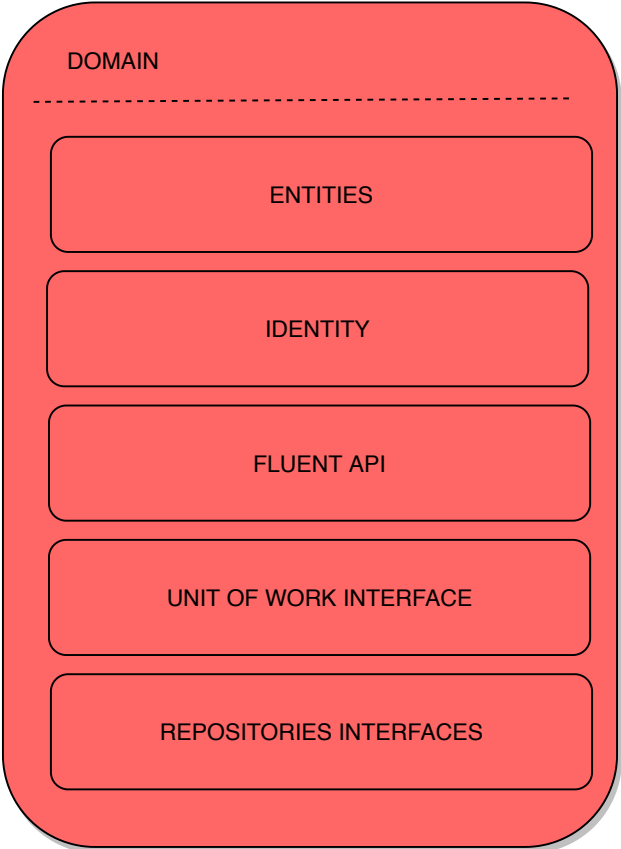 DOMAIN
ENTITIES
IDENTITY
FLUENT API
UNIT OF WORK INTERFACE
REPOSITORIES INTERFACES